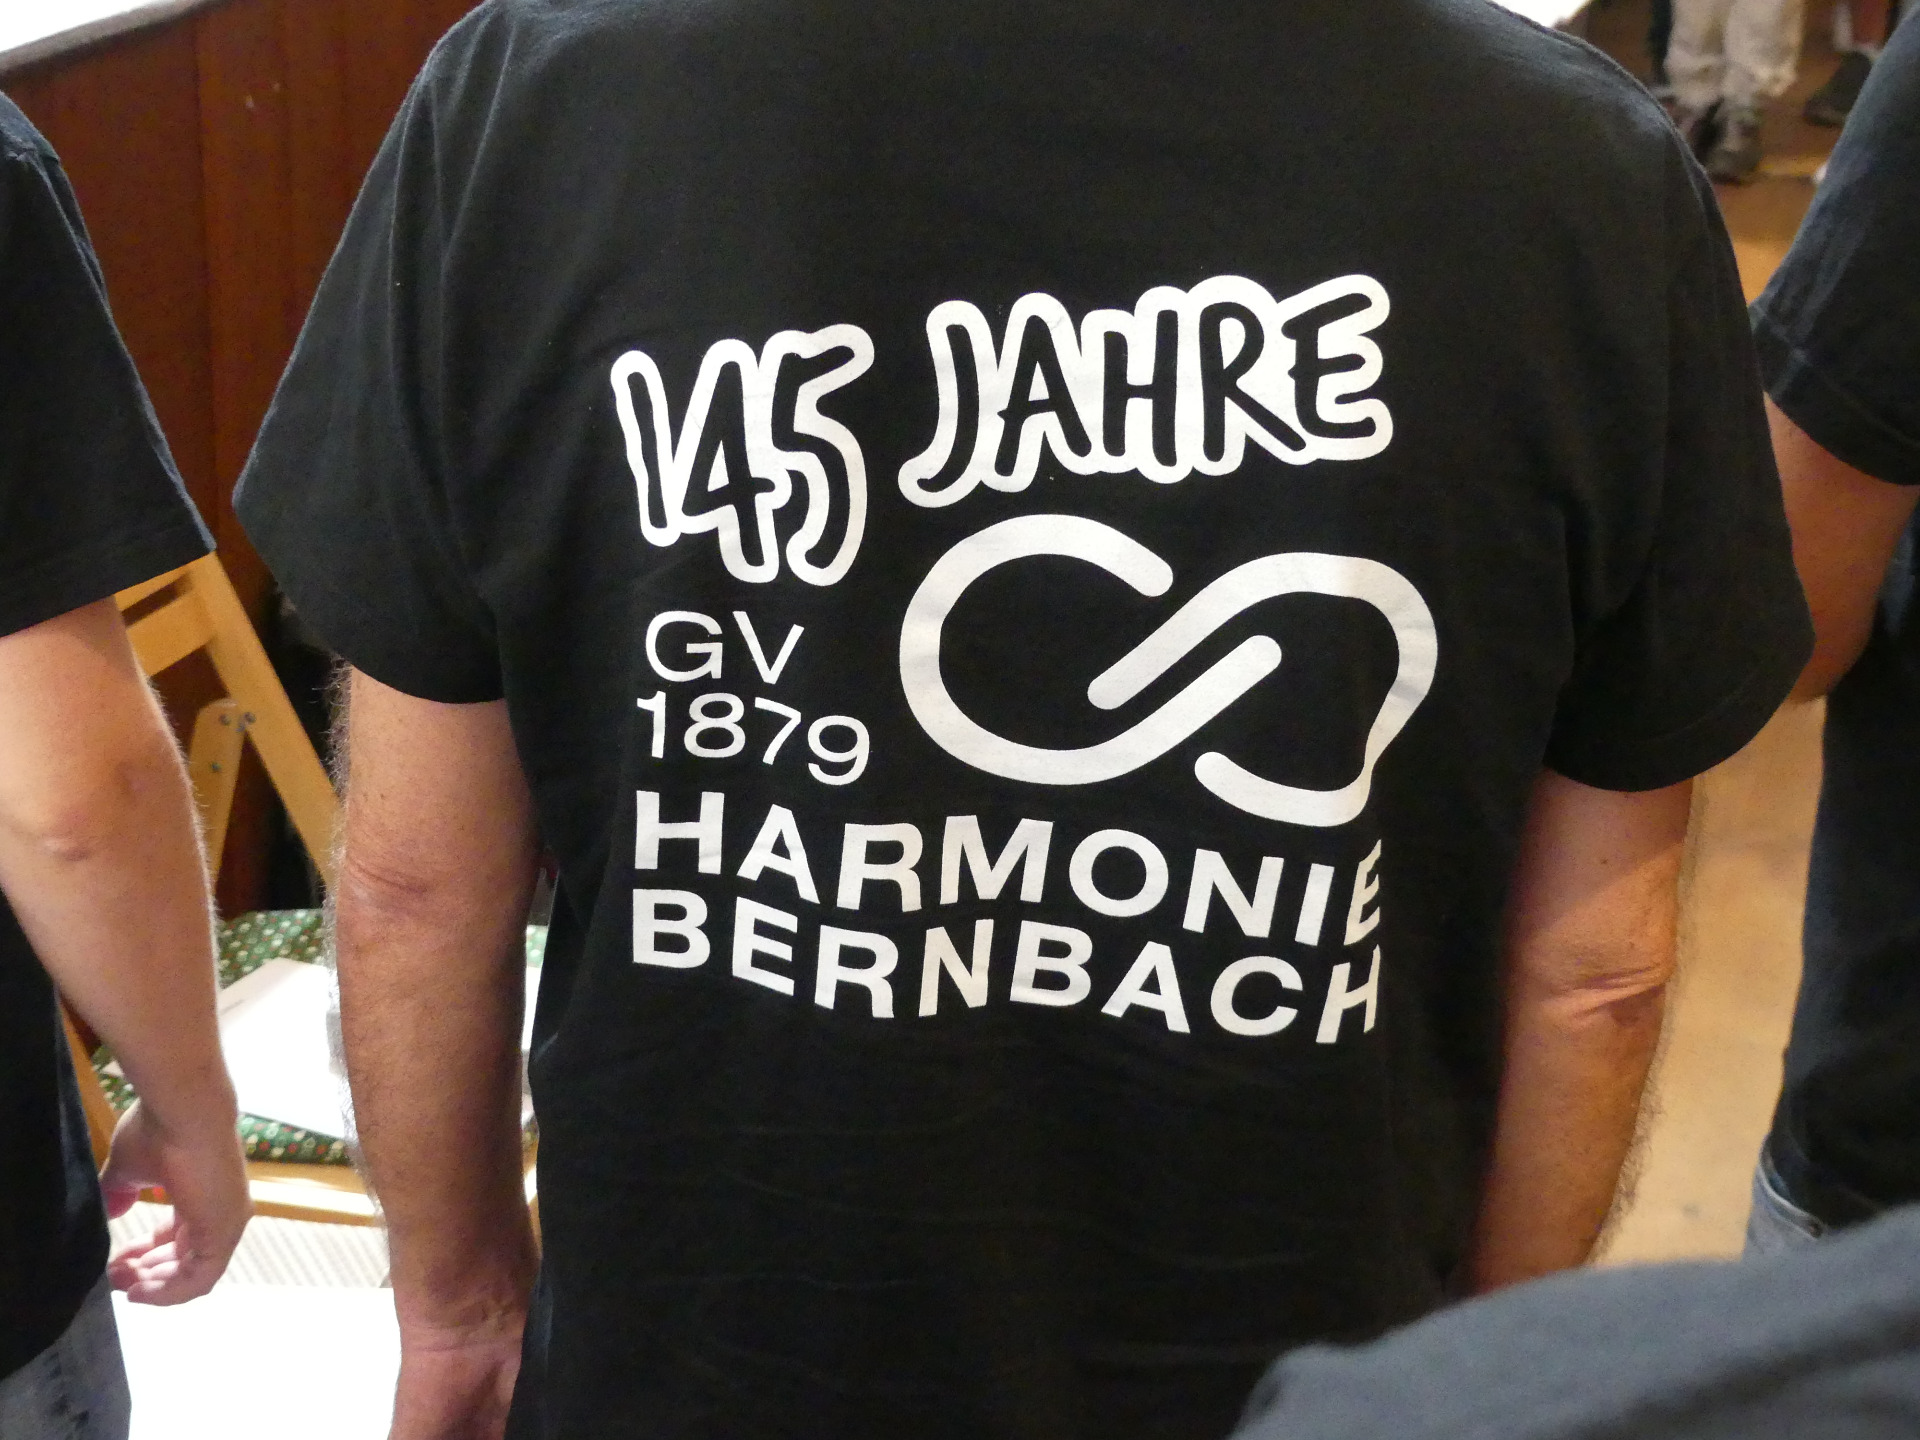 145 JAHRE
GV
1879
HARMONIE
BERNBACH